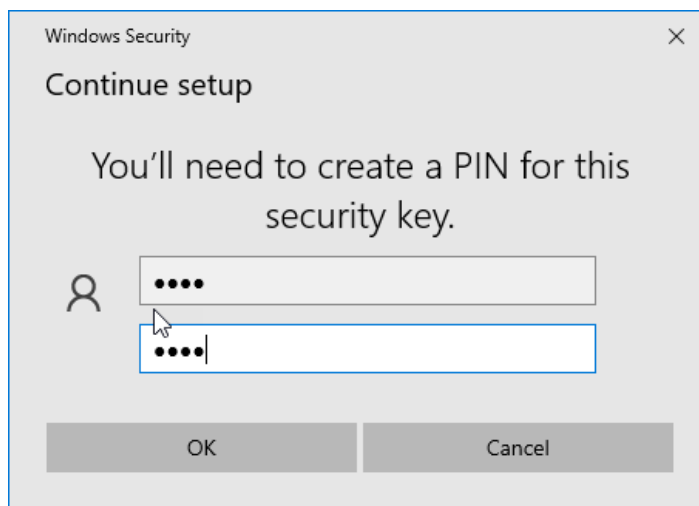 Windows Security
Continue setup
You'll need to create a PIN for this
security key.
••••
••••
OK
Cancel